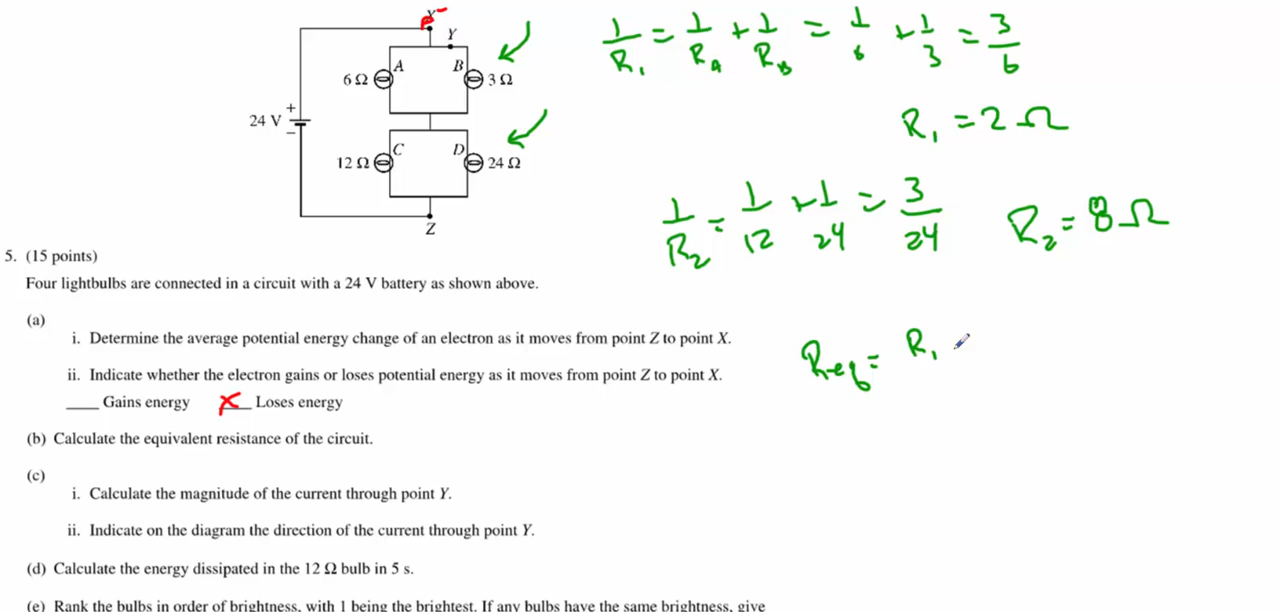 X
Y
A B
6 Ω 3 Ω
+
24 V
−
C D
12 Ω 24 Ω
Z
1/R₁ = 1/R_A + 1/R_B = 1/6 + 1/3 = 3/6
R₁ = 2 Ω
1/R₂ = 1/12 + 1/24 = 3/24 R₂ = 8 Ω
5. (15 points)
Four lightbulbs are connected in a circuit with a 24 V battery as shown above.
(a)
i. Determine the average potential energy change of an electron as it moves from point Z to point X.
ii. Indicate whether the electron gains or loses potential energy as it moves from point Z to point X.
____ Gains energy X Loses energy
Req = R₁
(b) Calculate the equivalent resistance of the circuit.
(c)
i. Calculate the magnitude of the current through point Y.
ii. Indicate on the diagram the direction of the current through point Y.
(d) Calculate the energy dissipated in the 12 Ω bulb in 5 s.
(e) Rank the bulbs in order of brightness, with 1 being the brightest. If any bulbs have the same brightness, give